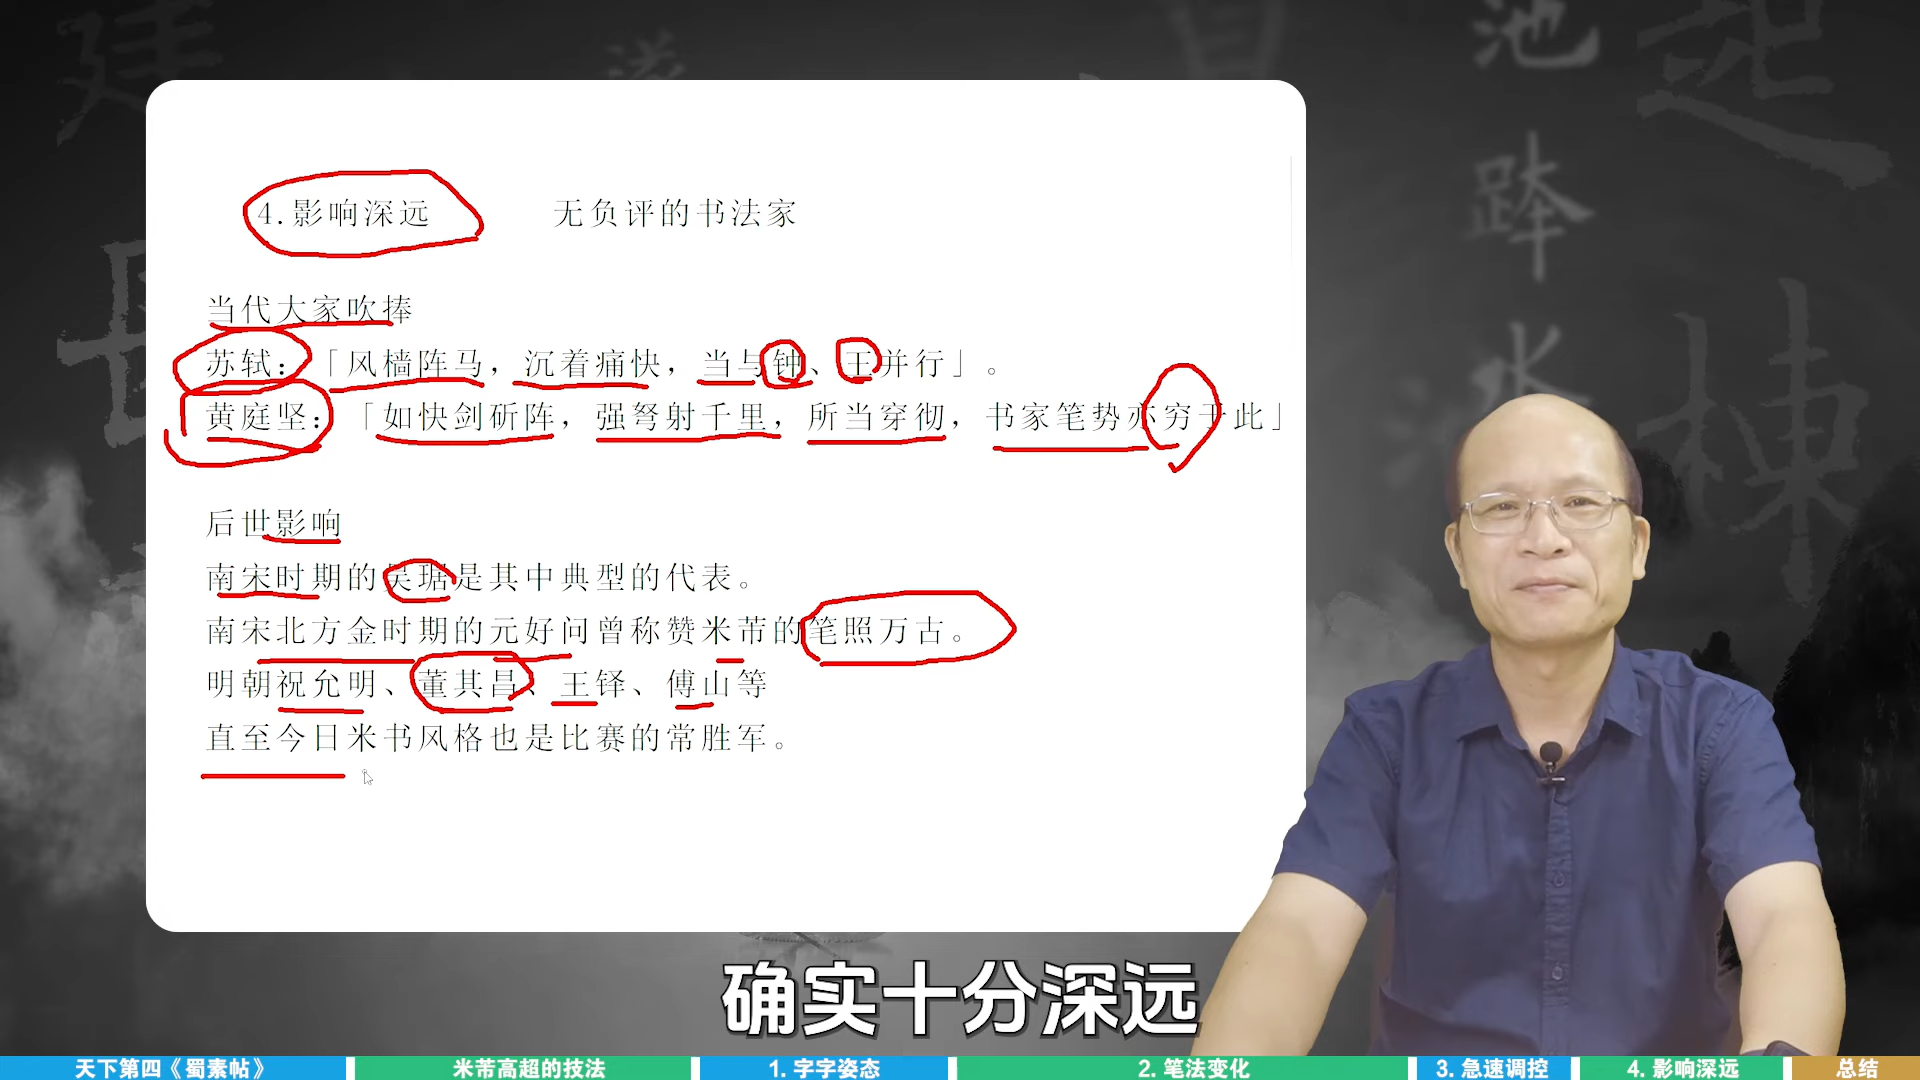 4.影响深远 无负评的书法家
当代大家吹捧
苏轼：「风樯阵马，沉着痛快，当与钟、王并行」。
黄庭坚：「如快剑斫阵，强弩射千里，所当穿彻，书家笔势亦穷于此」
后世影响
南宋时期的吴琚是其中典型的代表。
南宋北方金时期的元好问曾称赞米芾的笔照万古。
明朝祝允明、董其昌、王铎、傅山等
直至今日米书风格也是比赛的常胜军。
确实十分深远
天下第四《蜀素帖》 米芾高超的技法 1. 字字姿态 2. 笔法变化 3. 急速调控 4. 影响深远 总结
池
跸
起
栋